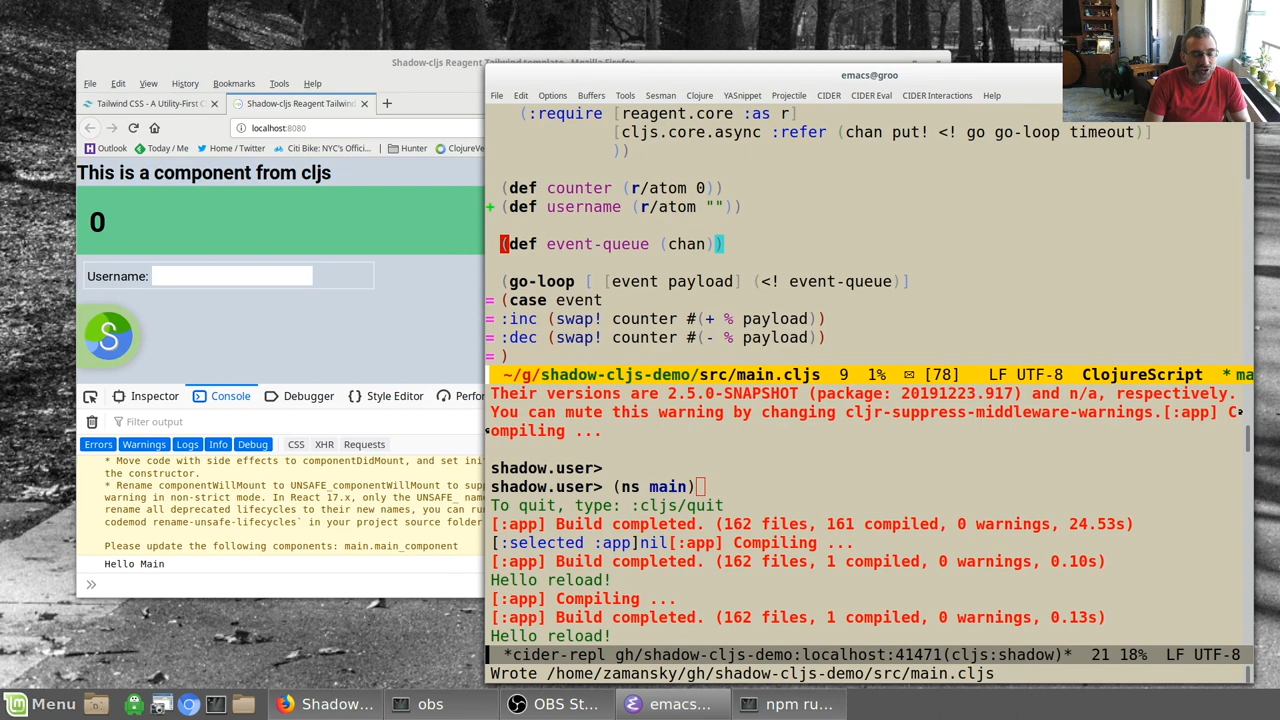 Shadow-cljs Reagent Tailwind template - Mozilla Firefox
File Edit View History Bookmarks Tools Help
Tailwind CSS - A Utility-First C
Shadow-cljs Reagent Tailwind
localhost:8080
Outlook Today / Me Home / Twitter Citi Bike: NYC's Offici... Hunter ClojureVe
This is a component from cljs
0
Username:
S
Inspector Console Debugger Style Editor Perfo
Filter output
Errors Warnings Logs Info Debug CSS XHR Requests
* Move code with side effects to componentDidMount, and set init
the constructor.
* Rename componentWillMount to UNSAFE_componentWillMount to supp
warning in non-strict mode. In React 17.x, only the UNSAFE_ name
rename all deprecated lifecycles to their new names, you can run
codemod rename-unsafe-lifecycles` in your project source folder
Please update the following components: main.main_component
Hello Main
>>
emacs@groo
File Edit Options Buffers Tools Sesman Clojure YASnippet Projectile CIDER CIDER Eval CIDER Interactions Help
(:require [reagent.core :as r]
[cljs.core.async :refer (chan put! <! go go-loop timeout)]
))
(def counter (r/atom 0))
+ (def username (r/atom ""))
(def event-queue (chan))
(go-loop [ [event payload] (<! event-queue)]
= (case event
= :inc (swap! counter #(+ % payload))
= :dec (swap! counter #(- % payload))
= )
~/g/shadow-cljs-demo/src/main.cljs 9 1% ✉ [78] LF UTF-8 ClojureScript * ma
Their versions are 2.5.0-SNAPSHOT (package: 20191223.917) and n/a, respectively.
You can mute this warning by changing cljr-suppress-middleware-warnings.[:app] C
ompiling ...
shadow.user>
shadow.user> (ns main)
To quit, type: :cljs/quit
[:app] Build completed. (162 files, 161 compiled, 0 warnings, 24.53s)
[:selected :app]nil[:app] Compiling ...
[:app] Build completed. (162 files, 1 compiled, 0 warnings, 0.10s)
Hello reload!
[:app] Compiling ...
[:app] Build completed. (162 files, 1 compiled, 0 warnings, 0.13s)
Hello reload!
*cider-repl gh/shadow-cljs-demo:localhost:41471(cljs:shadow)* 21 18% LF UTF-8
Wrote /home/zamansky/gh/shadow-cljs-demo/src/main.cljs
Menu Shadow... obs OBS St... emacs... npm ru...